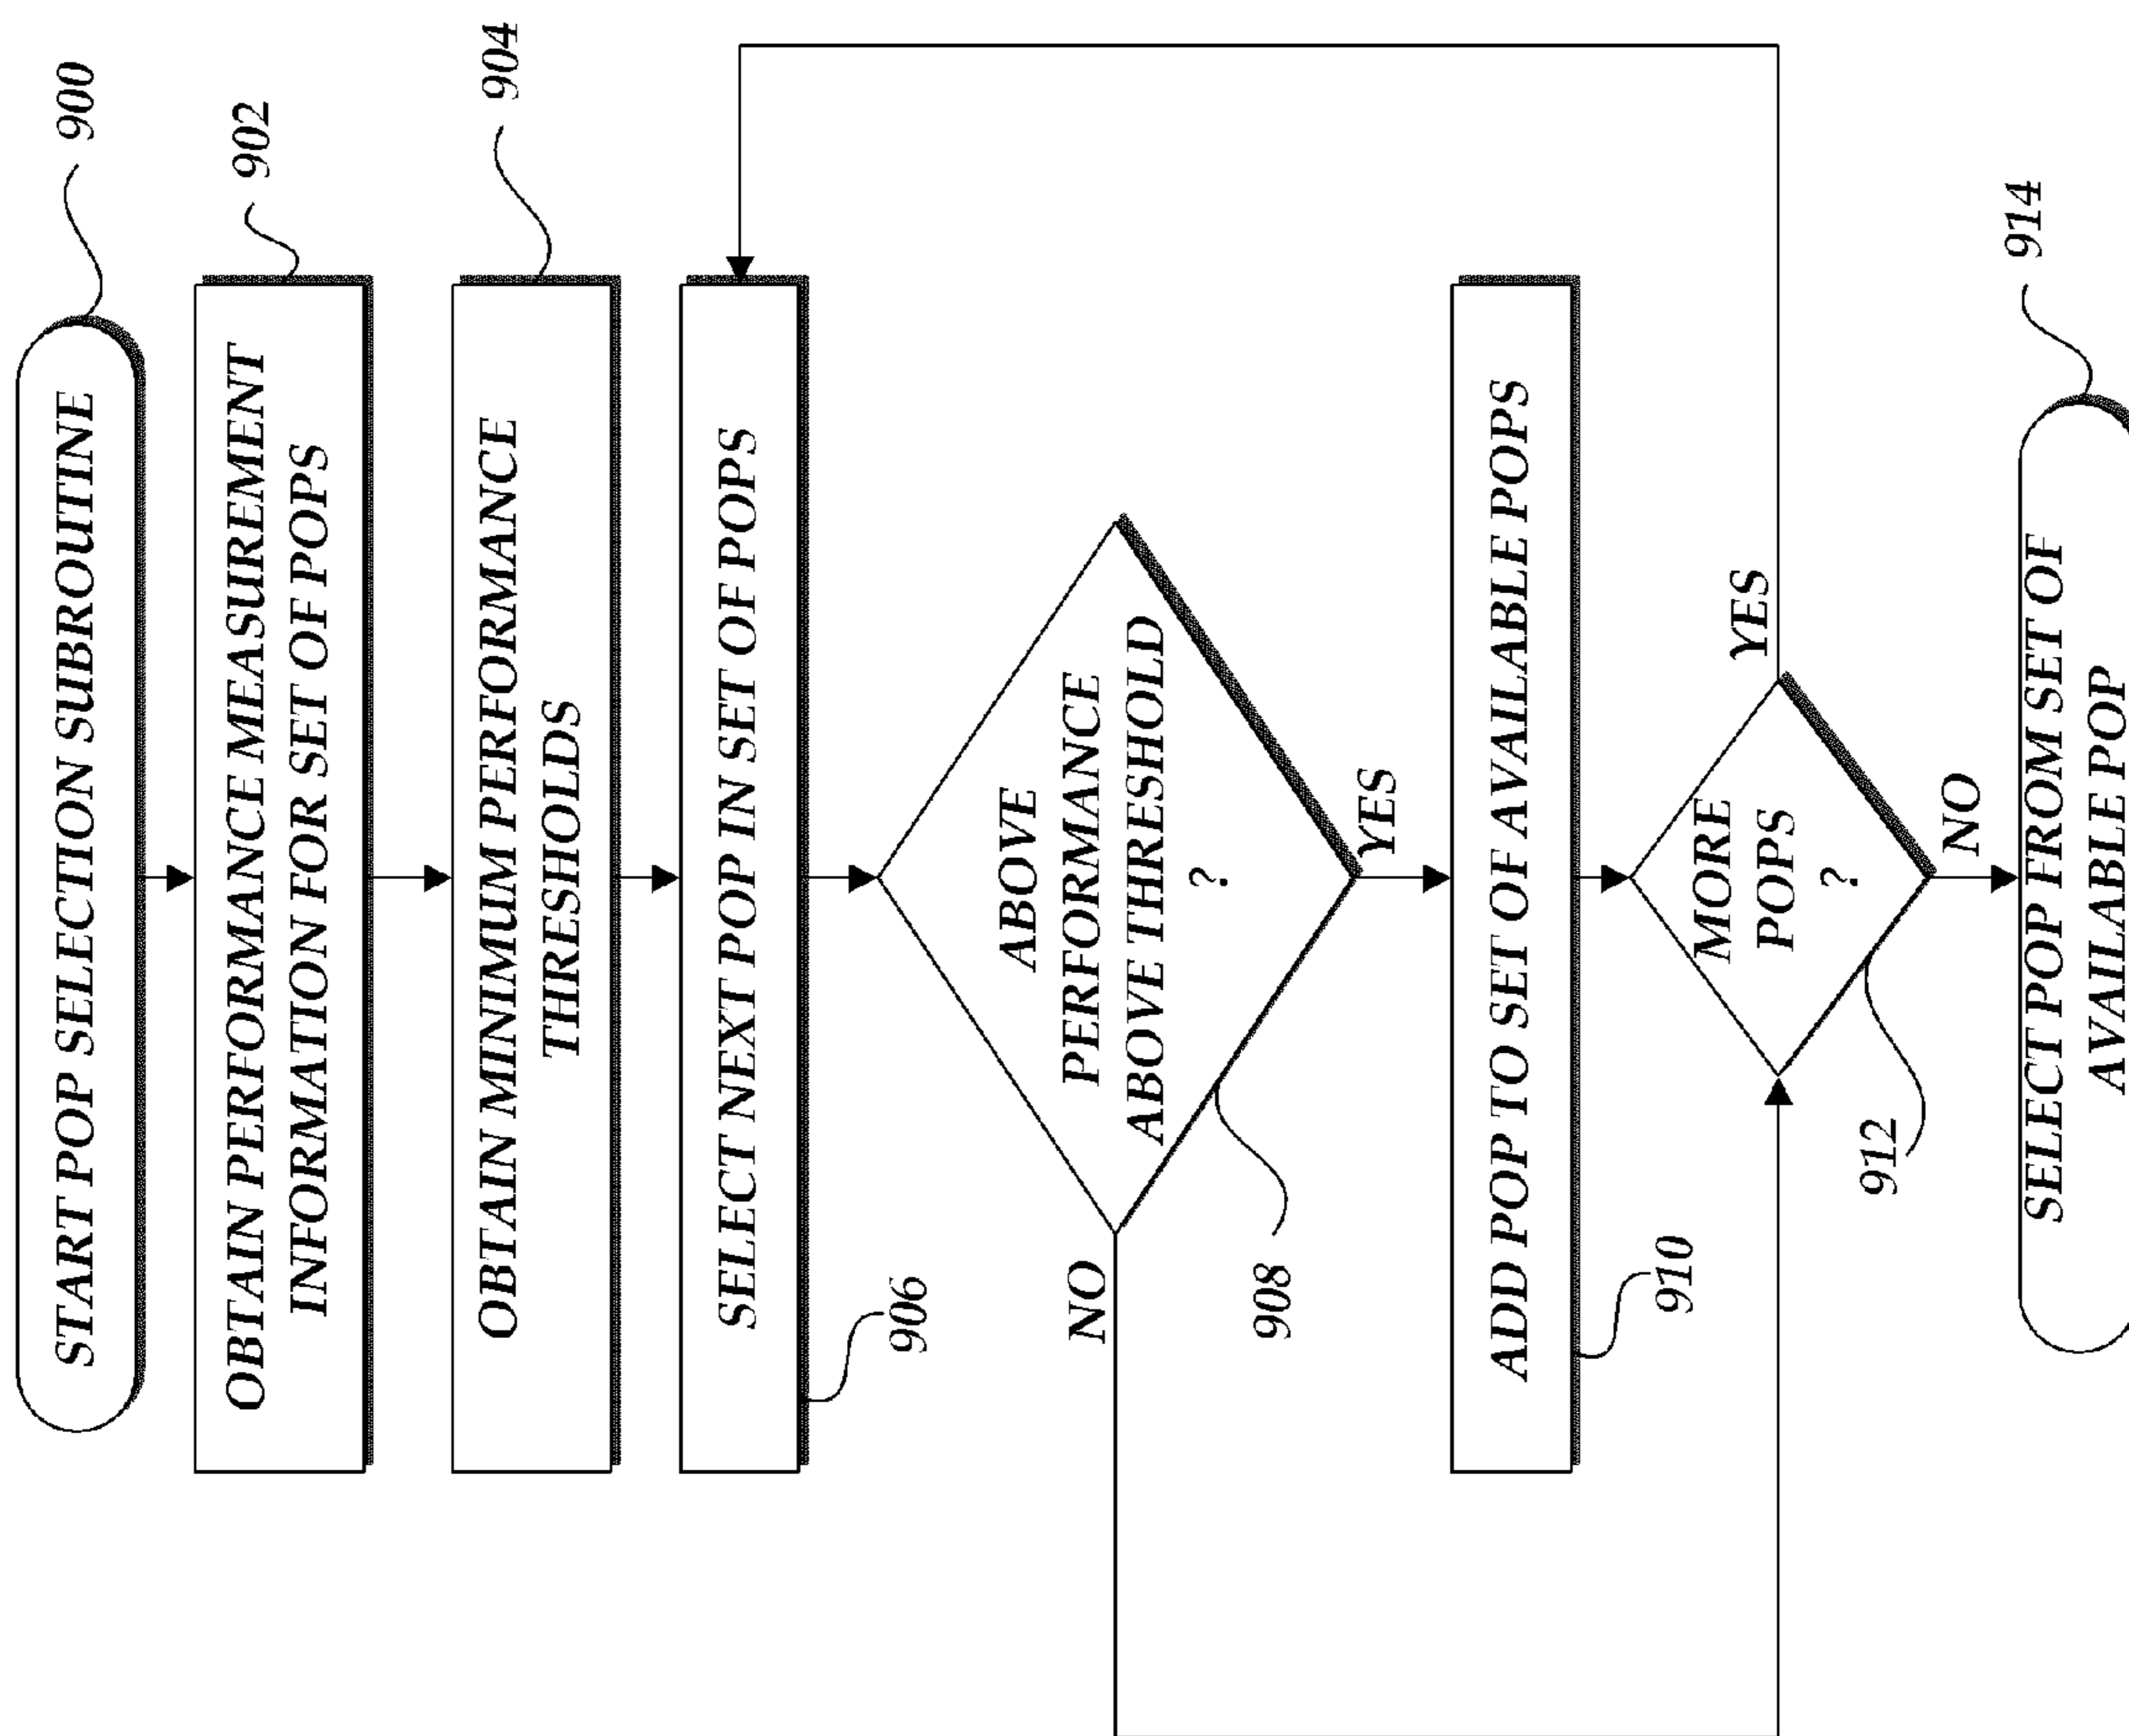 START POP SELECTION SUBROUTINE
900
OBTAIN PERFORMANCE MEASUREMENT
INFORMATION FOR SET OF POPS
902
OBTAIN MINIMUM PERFORMANCE
THRESHOLDS
904
SELECT NEXT POP IN SET OF POPS
906
ABOVE
PERFORMANCE
ABOVE THRESHOLD
?
NO
908
YES
ADD POP TO SET OF AVAILABLE POPS
910
MORE
POPS
?
YES
912
NO
SELECT POP FROM SET OF
AVAILABLE POP
914